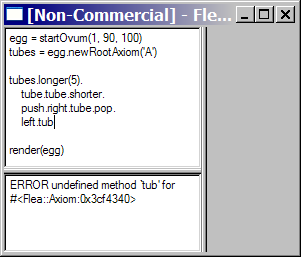 [Non-Commercial] - Fle...
egg = startOvum(1, 90, 100)
tubes = egg.newRootAxiom('A')
tubes.longer(5).
tube.tube.shorter.
push.right.tube.pop.
left.tub
render(egg)
ERROR undefined method `tub' for
#<Flea::Axiom:0x3cf4340>